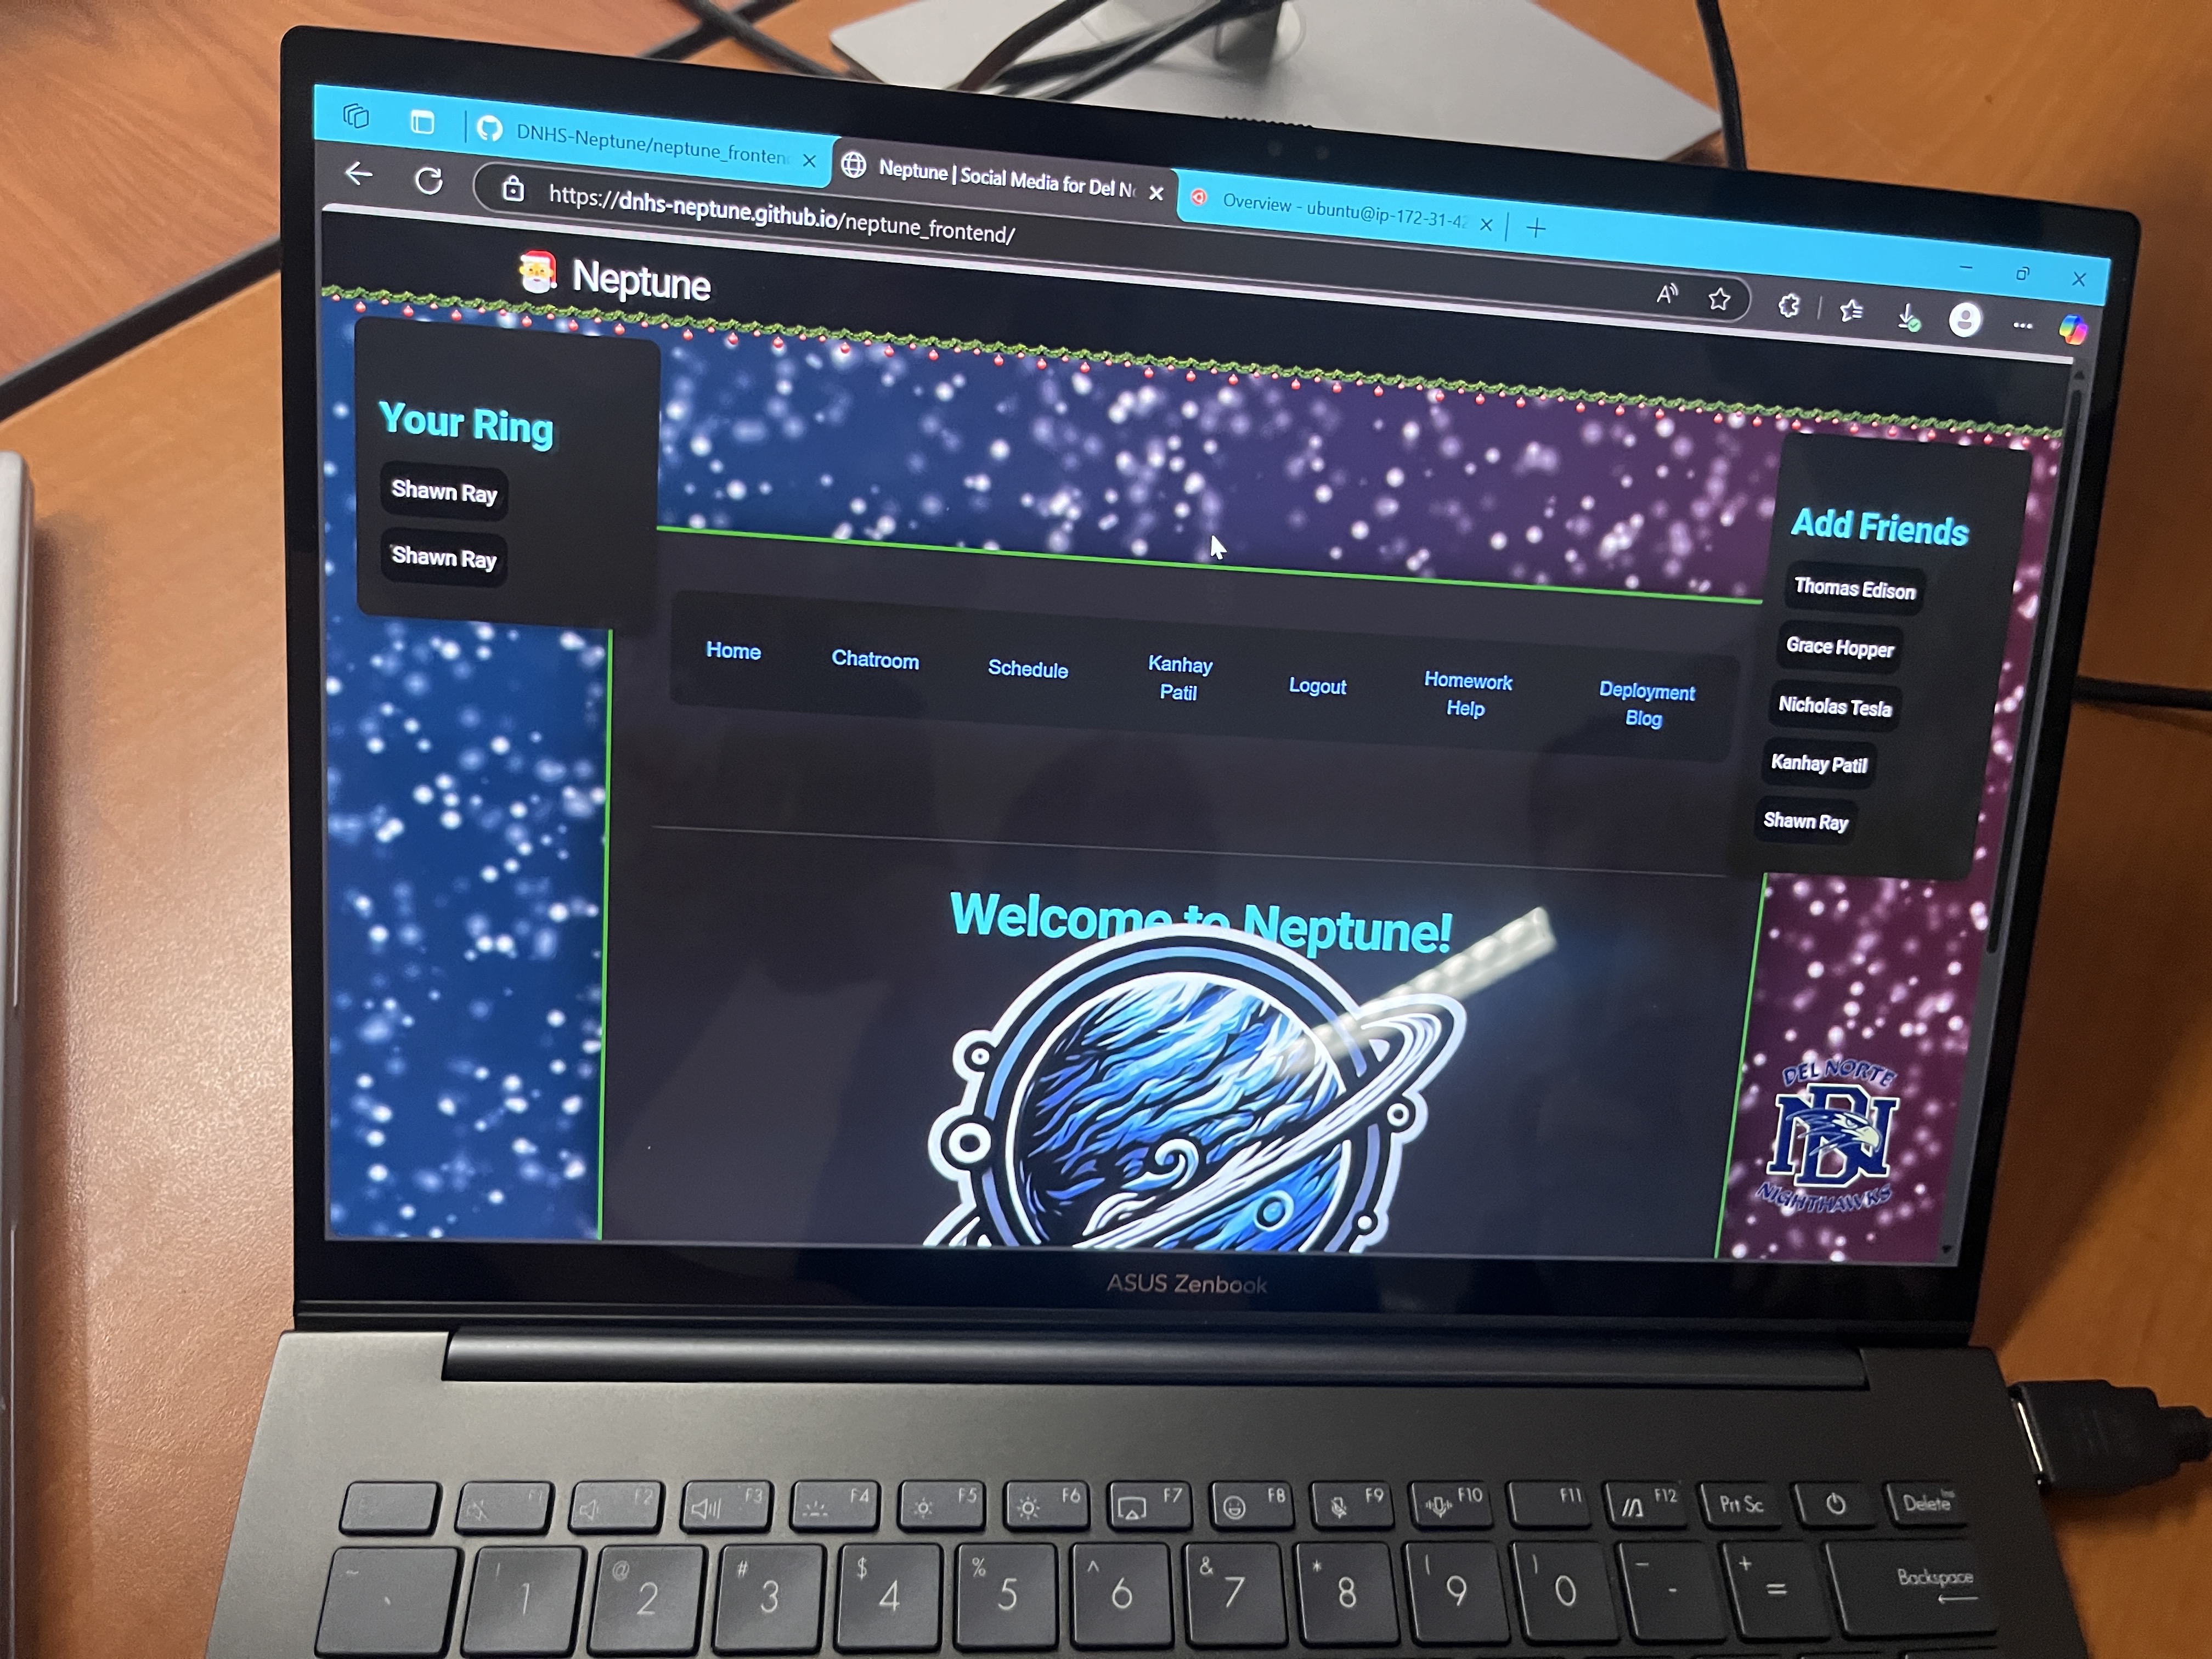 DNHS-Neptune/neptune_fronten
Neptune | Social Media for Del N
Overview - ubuntu@ip-172-31-42
https://dnhs-neptune.github.io/neptune_frontend/
Neptune
Your Ring
Shawn Ray
Shawn Ray
Add Friends
Thomas Edison
Grace Hopper
Nicholas Tesla
Kanhay Patil
Shawn Ray
Home
Chatroom
Schedule
Kanhay
Patil
Logout
Homework
Help
Deployment
Blog
Welcome to Neptune!
DEL NORTE
DN
NIGHTHAWKS
ASUS Zenbook
F1 F2 F3 F4 F5 F6 F7 F8 F9 F10 F11 F12 Prt Sc Delete Ins
~ ` ! 1 @ 2 # 3 $ 4 % 5 ^ 6 & 7 * 8 ( 9 ) 0 _ - + = Backspace